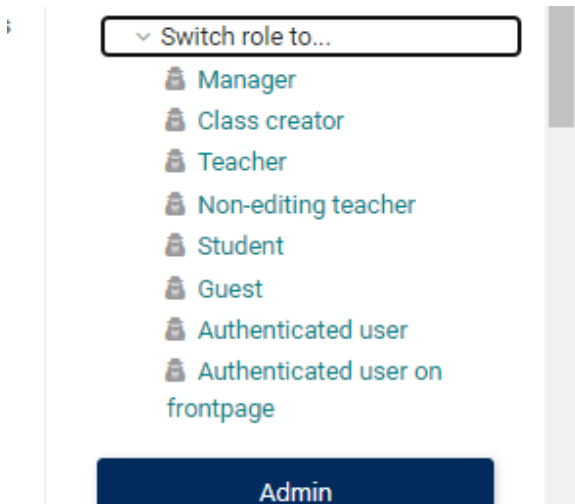 Switch role to...
Manager
Class creator
Teacher
Non-editing teacher
Student
Guest
Authenticated user
Authenticated user on
frontpage
Admin